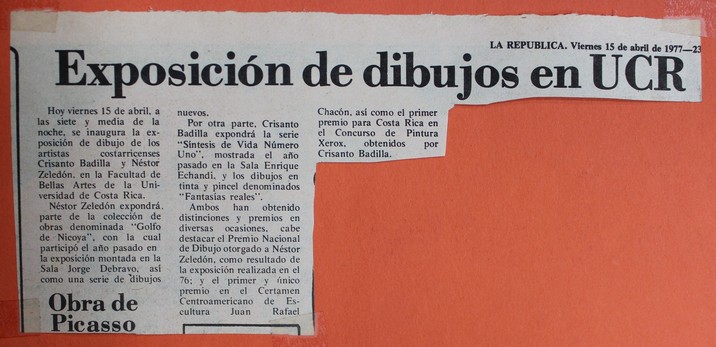 LA REPUBLICA. Viernes 15 de abril de 1977—23
Exposición de dibujos en UCR
Hoy viernes 15 de abril, a
las siete y media de la
noche, se inaugura la ex-
posición de dibujo de los
artistas costarricenses
Crisanto Badilla y Néstor
Zeledón, en la Facultad de
Bellas Artes de la Uni-
versidad de Costa Rica.
Néstor Zeledón expondrá
parte de la colección de
obras denominada "Golfo
de Nicoya", con la cual
participó el año pasado en
la exposición montada en la
Sala Jorge Debravo, así
como una serie de dibujos
nuevos.
Por otra parte, Crisanto
Badilla expondrá la serie
"Síntesis de Vida Número
Uno", mostrada el año
pasado en la Sala Enrique
Echandi, y los dibujos en
tinta y pincel denominados
"Fantasías reales".
Ambos han obtenido
distinciones y premios en
diversas ocasiones, cabe
destacar el Premio Nacional
de Dibujo otorgado a Néstor
Zeledón, como resultado de
la exposición realizada en el
76; y el primer y único
premio en el Certamen
Centroamericano de Es-
cultura Juan Rafael
Chacón, así como el primer
premio para Costa Rica en
el Concurso de Pintura
Xerox, obtenidos por
Crisanto Badilla.
Obra de
Picasso